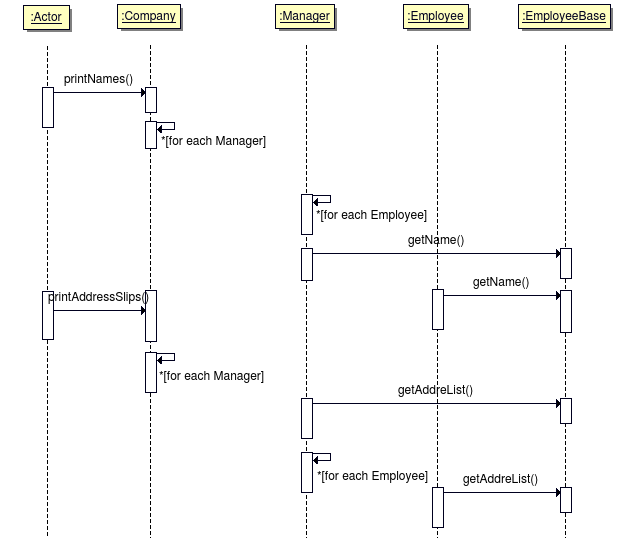 :Actor
:Company
:Manager
:Employee
:EmployeeBase
printNames()
*[for each Manager]
*[for each Employee]
getName()
getName()
printAddressSlips()
*[for each Manager]
getAddreList()
*[for each Employee]
getAddreList()